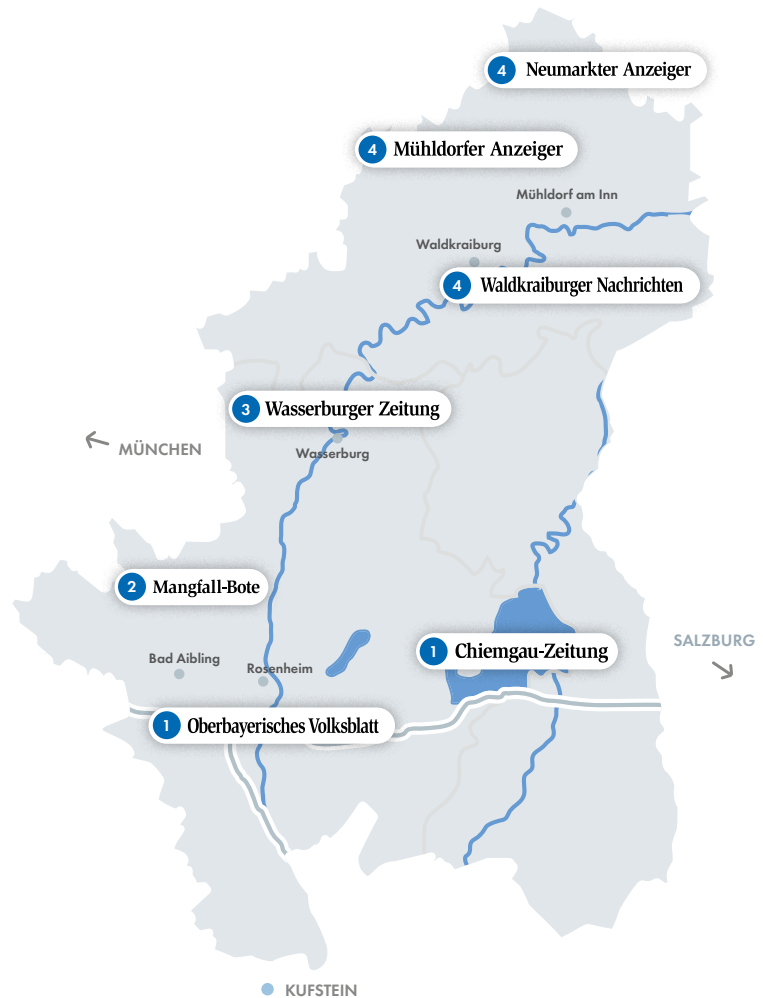 4 Neumarkter Anzeiger
4 Mühldorfer Anzeiger
Mühldorf am Inn
Waldkraiburg
4 Waldkraiburger Nachrichten
3 Wasserburger Zeitung
MÜNCHEN
Wasserburg
2 Mangfall-Bote
SALZBURG
1 Chiemgau-Zeitung
Bad Aibling
Rosenheim
1 Oberbayerisches Volksblatt
KUFSTEIN